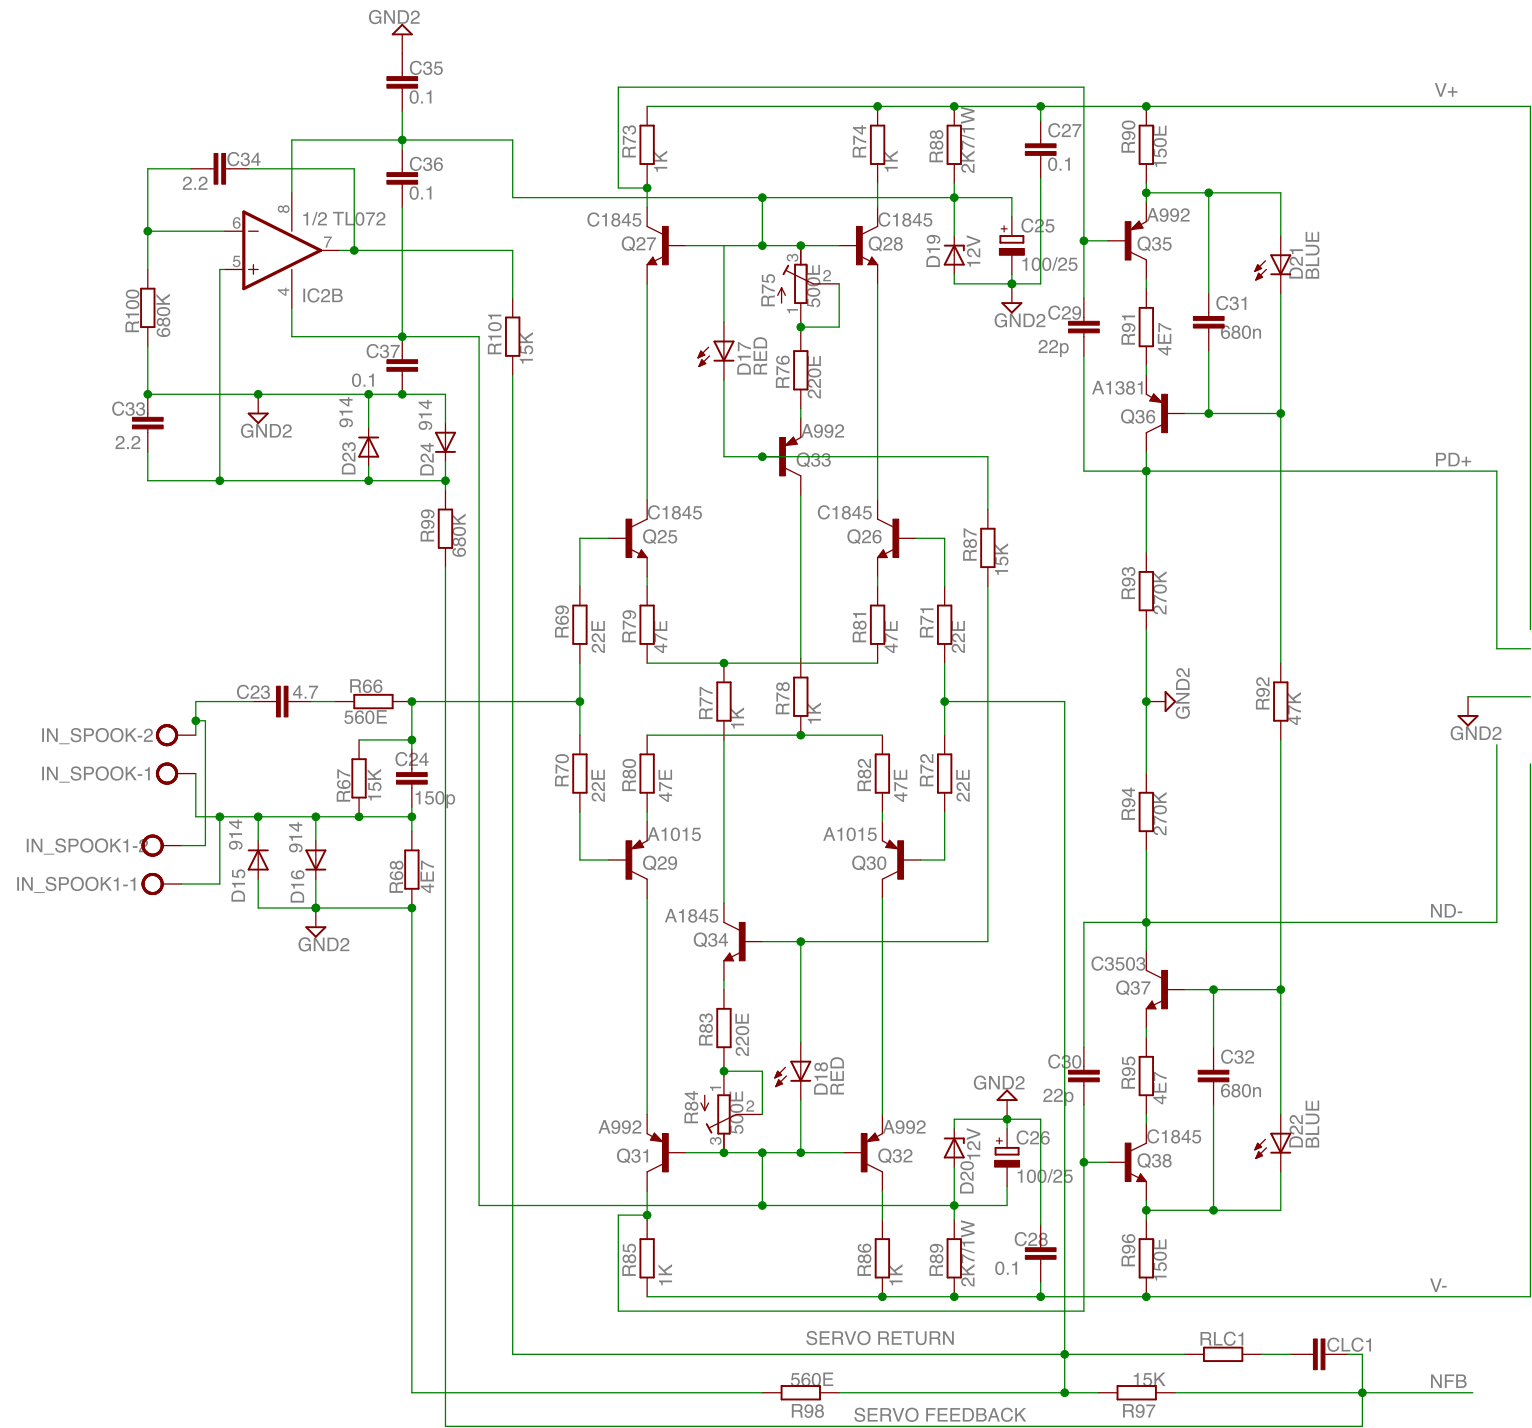 GND2
C35
0.1
V+
C34
2.2
C36
0.1
R73
1K
R74
1K
R88
2K7/1W
C27
0.1
R90
150E
8
1/2 TL072
6
7
5
4
IC2B
C1845
Q27
C1845
Q28
D19
12V
+
C25
100/25
A992
Q35
D21
BLUE
R75
500E
3
2
1
R100
680K
R101
15K
GND2
C29
22p
R91
4E7
C31
680n
C37
0.1
D17
RED
R76
220E
A1381
Q36
C33
2.2
GND2
914
D23
914
D24
A992
Q33
PD+
R99
680K
C1845
Q25
C1845
Q26
R87
15K
R93
270K
R69
22E
R79
47E
R81
47E
R71
22E
C23
4.7
R66
560E
R77
1K
R78
1K
GND2
R92
47K
GND2
IN_SPOOK-2
IN_SPOOK-1
R67
15K
C24
150p
R70
22E
R80
47E
R82
47E
R72
22E
R94
270K
IN_SPOOK1-2
IN_SPOOK1-1
914
D15
914
D16
R68
4E7
A1015
Q29
A1015
Q30
GND2
A1845
Q34
ND-
C3503
Q37
R83
220E
D18
RED
C30
22p
R95
4E7
C32
680n
R84
500E
1
2
3
GND2
A992
Q31
A992
Q32
D20
12V
+
C26
100/25
C1845
Q38
D22
BLUE
R85
1K
R86
1K
R89
2K7/1W
C28
0.1
R96
150E
V-
SERVO RETURN
RLC1
CLC1
560E
R98
15K
R97
NFB
SERVO FEEDBACK